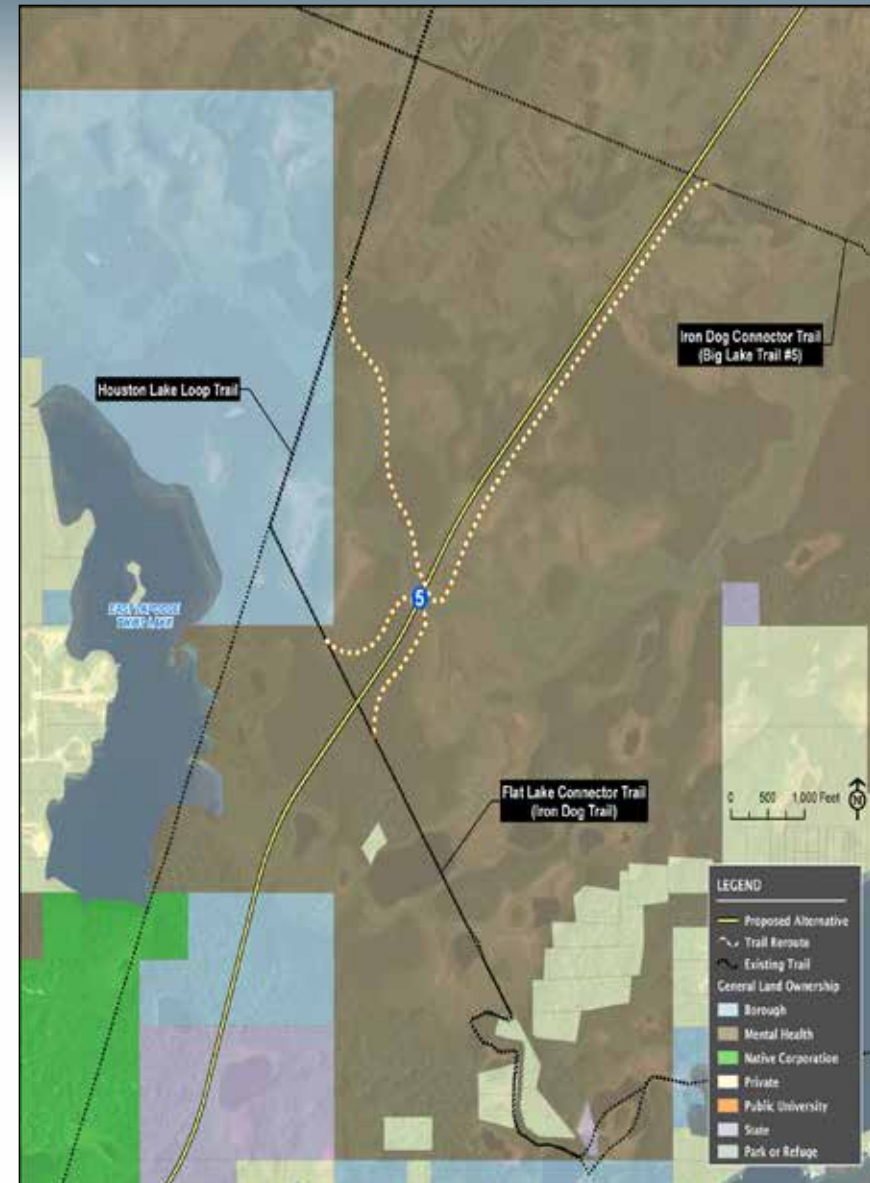 Iron Dog Connector Trail
(Big Lake Trail #5)
Houston Lake Loop Trail
5
Flat Lake Connector Trail
(Iron Dog Trail)
0 500 1,000 Feet
N
LEGEND
Proposed Alternative
Trail Reroute
Existing Trail
General Land Ownership
Borough
Mental Health
Native Corporation
Private
Public University
State
Park or Refuge